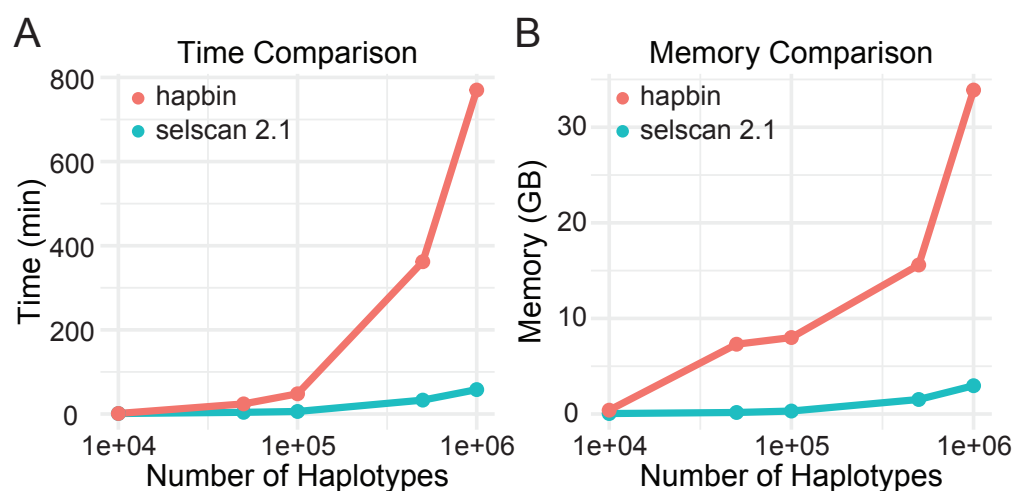 A
Time Comparison
800
600
400
200
0
Time (min)
hapbin
selscan 2.1
1e+04
1e+05
1e+06
Number of Haplotypes
B
Memory Comparison
30
20
10
0
Memory (GB)
hapbin
selscan 2.1
1e+04
1e+05
1e+06
Number of Haplotypes